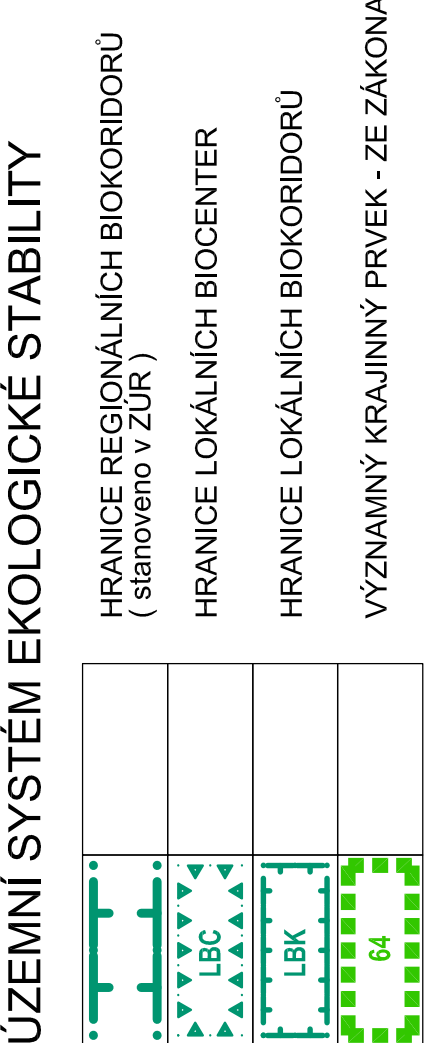 ÚZEMNÍ SYSTÉM EKOLOGICKÉ STABILITY
HRANICE REGIONÁLNÍCH BIOKORIDORŮ
( stanoveno v ZÚR )
LBC
HRANICE LOKÁLNÍCH BIOCENTER
LBK
HRANICE LOKÁLNÍCH BIOKORIDORŮ
64
VÝZNAMNÝ KRAJINNÝ PRVEK - ZE ZÁKONA